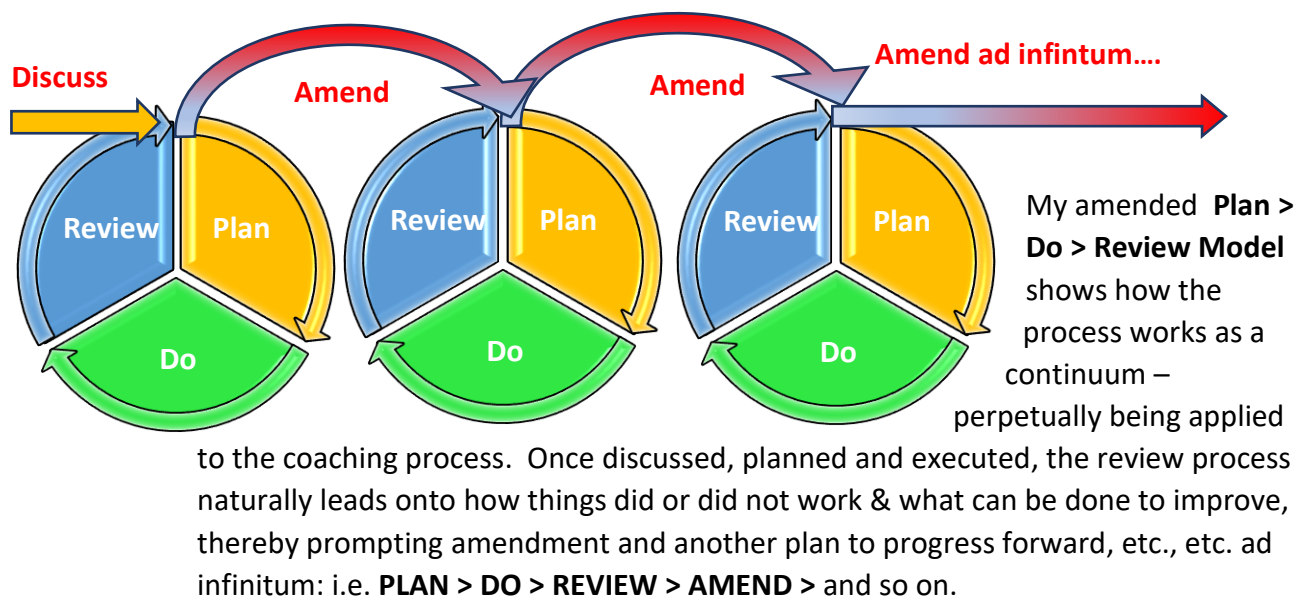 Discuss
Amend
Amend
Amend ad infintum….
Review
Plan
Do
Review
Plan
Do
Review
Plan
Do
My amended  Plan >
Do > Review Model
shows how the
process works as a
continuum –
perpetually being applied
to the coaching process.  Once discussed, planned and executed, the review process
naturally leads onto how things did or did not work & what can be done to improve,
thereby prompting amendment and another plan to progress forward, etc., etc. ad
infinitum: i.e. PLAN > DO > REVIEW > AMEND > and so on.